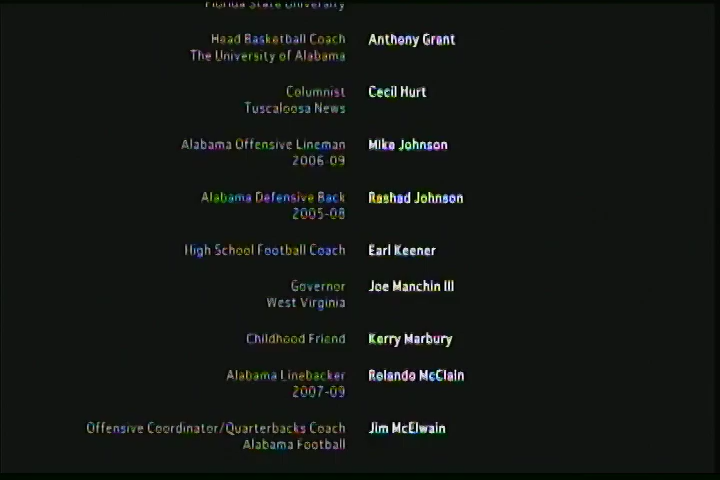 Florida State University
Head Basketball Coach Anthony Grant
The University of Alabama
Columnist Cecil Hurt
Tuscaloosa News
Alabama Offensive Lineman Mike Johnson
2006-09
Alabama Defensive Back Rashad Johnson
2005-08
High School Football Coach Earl Keener
Governor Joe Manchin III
West Virginia
Childhood Friend Kerry Marbury
Alabama Linebacker Rolando McClain
2007-09
Offensive Coordinator/Quarterbacks Coach Jim McElwain
Alabama Football